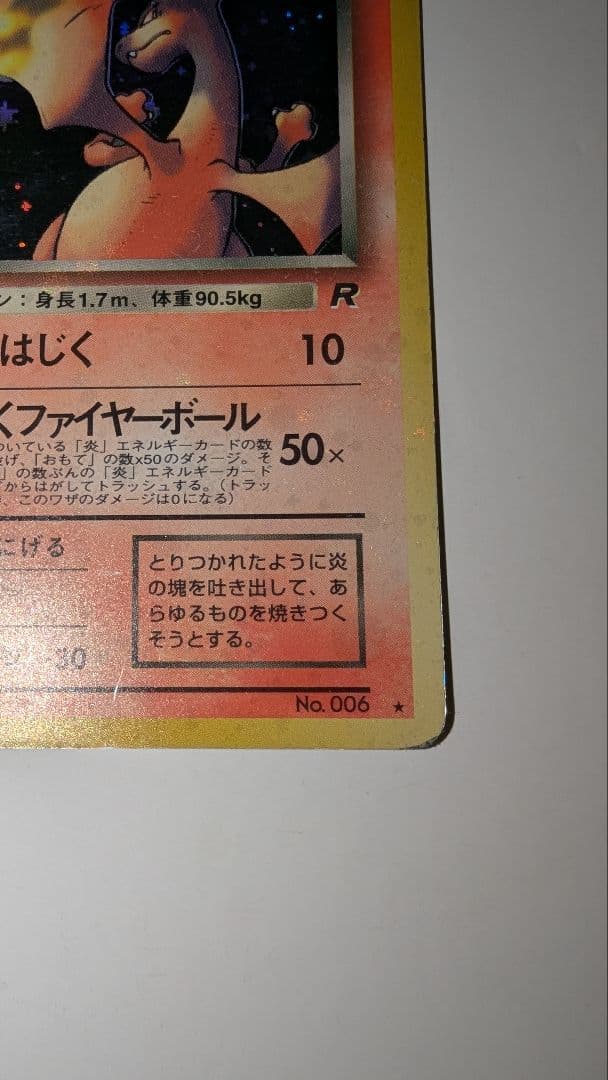 ン：身長1.7m、体重90.5kg R
はじく 10
くファイヤーボール
ついている「炎」エネルギーカードの数
投げ、「おもて」の数x50のダメージ。そ
」の数ぶんの「炎」エネルギーカード
からはがしてトラッシュする。（トラッ
、このワザのダメージは0になる）
50×
にげる
-30
とりつかれたように炎
の塊を吐き出して、あ
らゆるものを焼きつく
そうとする。
No. 006 ★